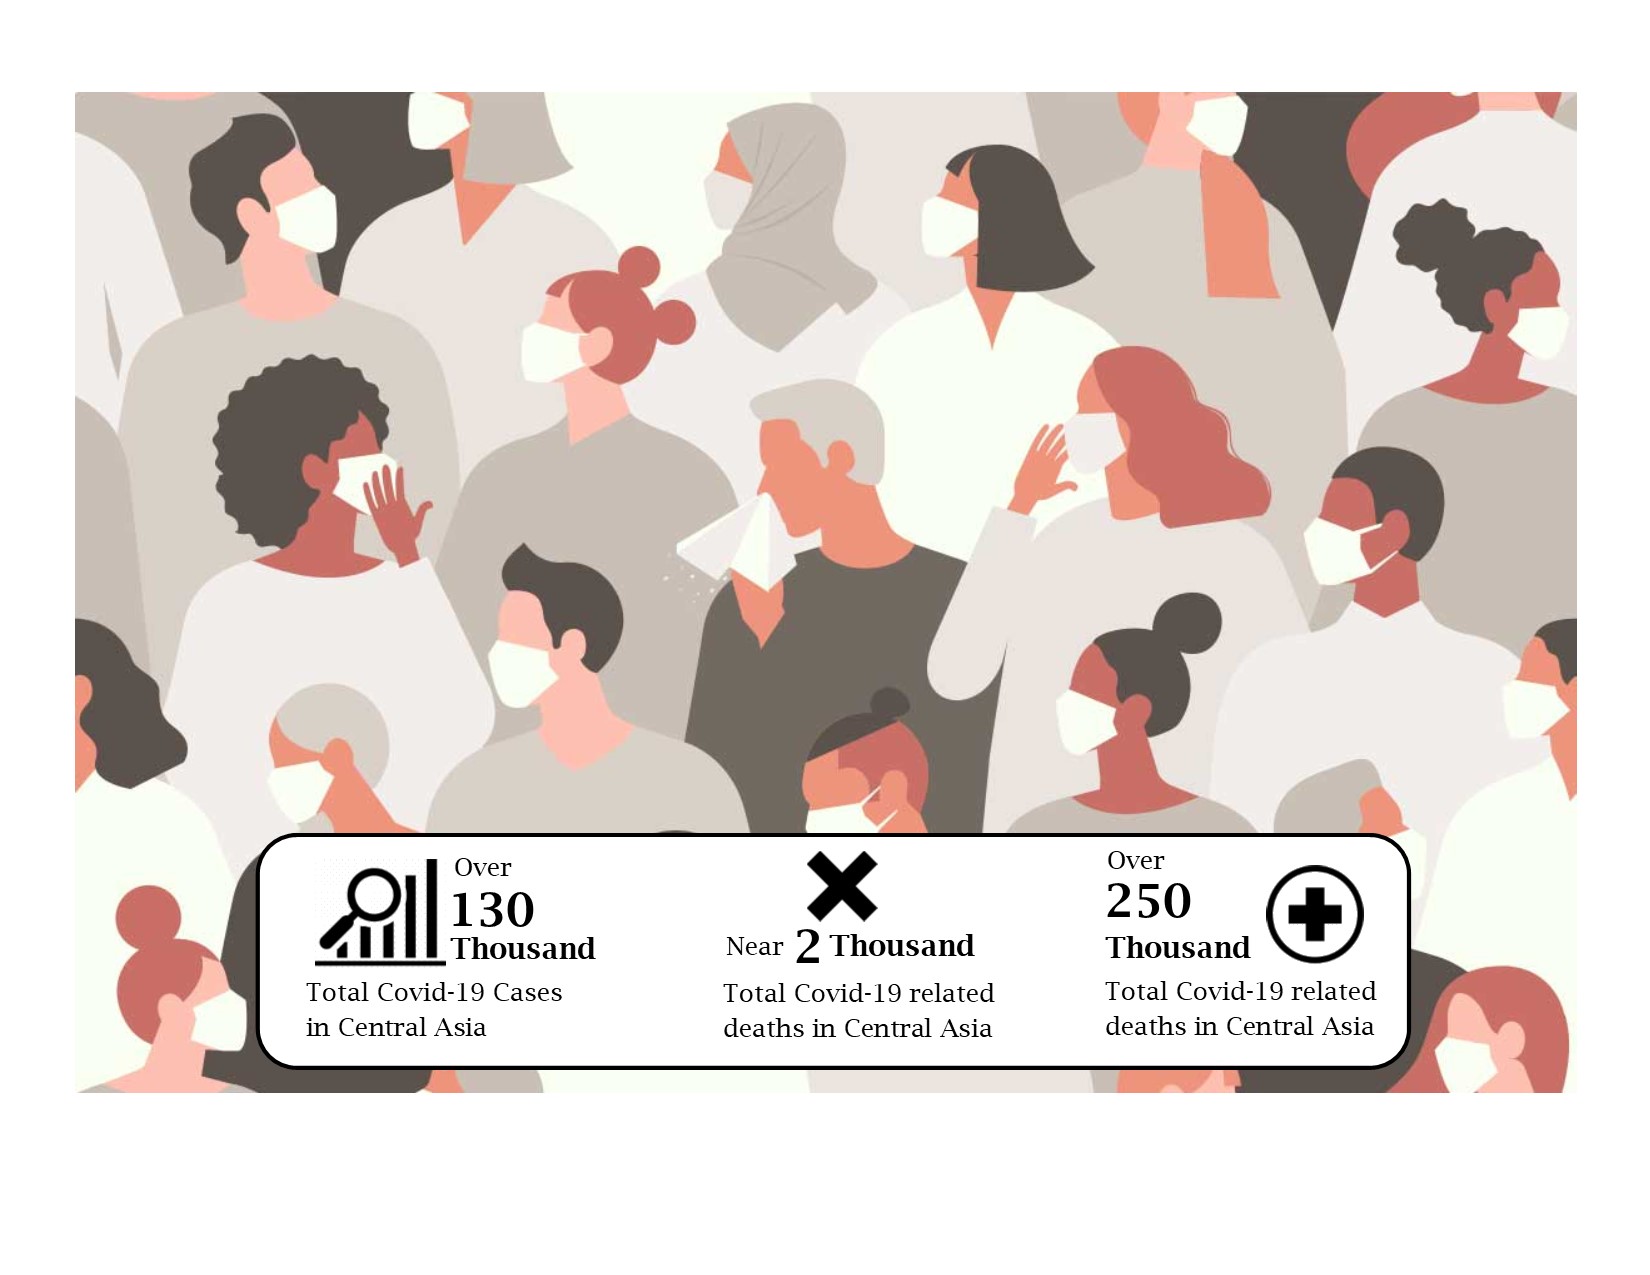 Over
130
Thousand
Total Covid-19 Cases
in Central Asia
Near 2 Thousand
Total Covid-19 related
deaths in Central Asia
Over
250
Thousand
Total Covid-19 related
deaths in Central Asia